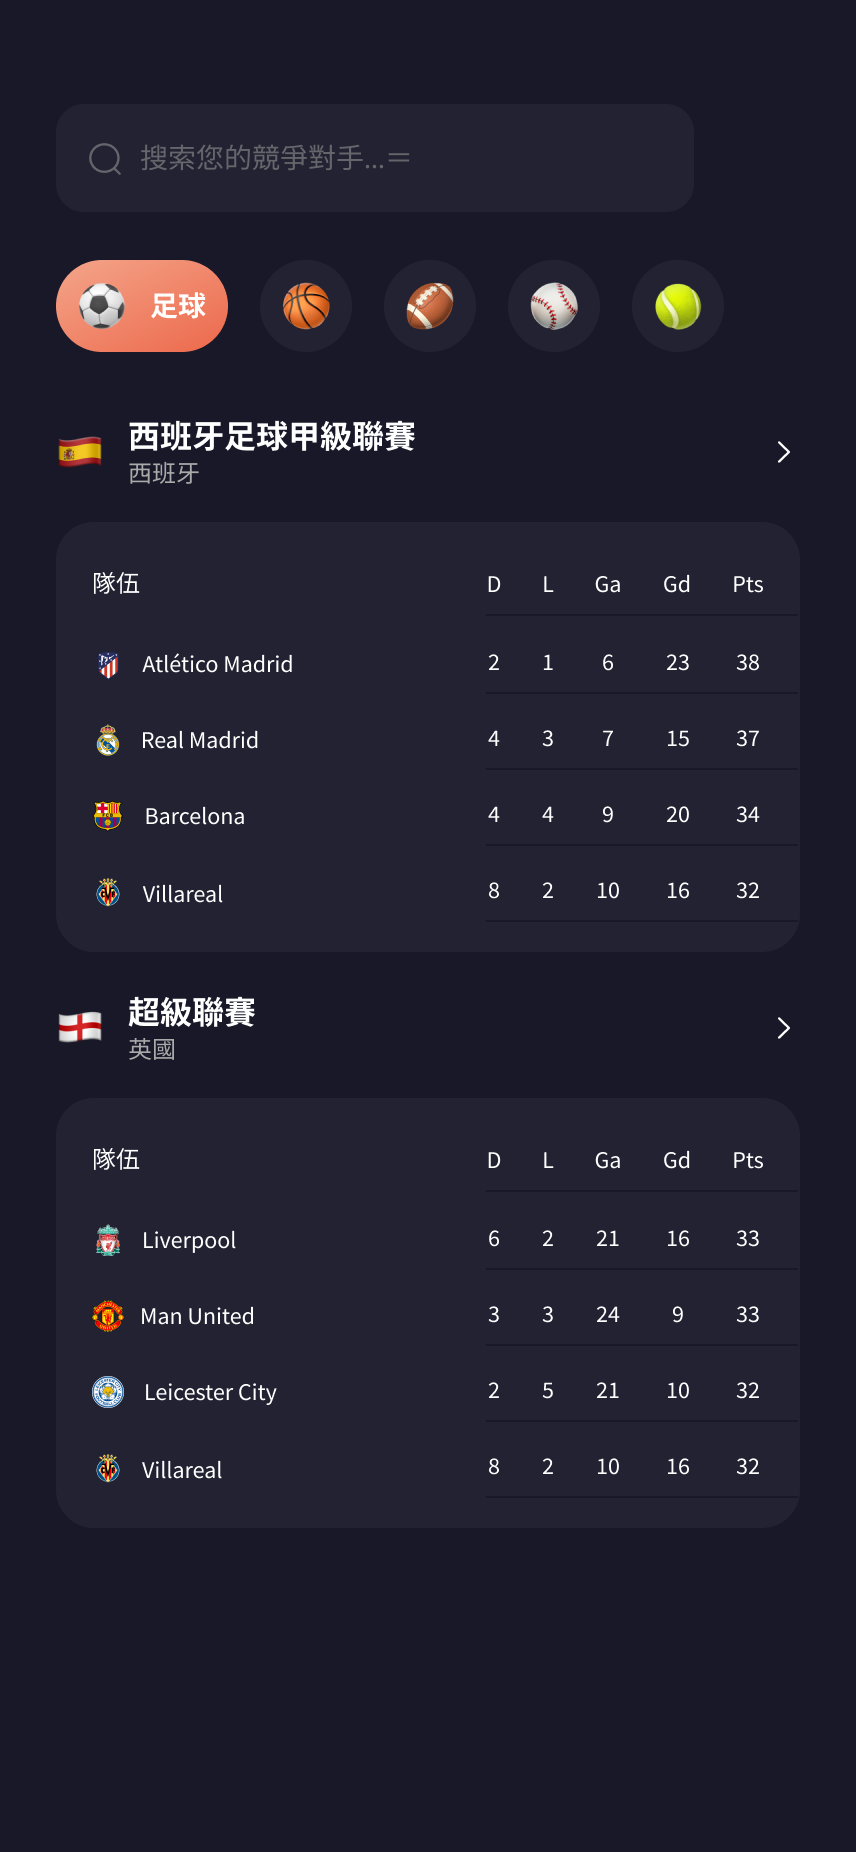 搜索您的競爭對手...＝
足球
西班牙足球甲級聯賽
西班牙
隊伍 D L Ga Gd Pts
Atlético Madrid 2 1 6 23 38
Real Madrid 4 3 7 15 37
Barcelona 4 4 9 20 34
Villareal 8 2 10 16 32
超級聯賽
英國
隊伍 D L Ga Gd Pts
Liverpool 6 2 21 16 33
Man United 3 3 24 9 33
Leicester City 2 5 21 10 32
Villareal 8 2 10 16 32